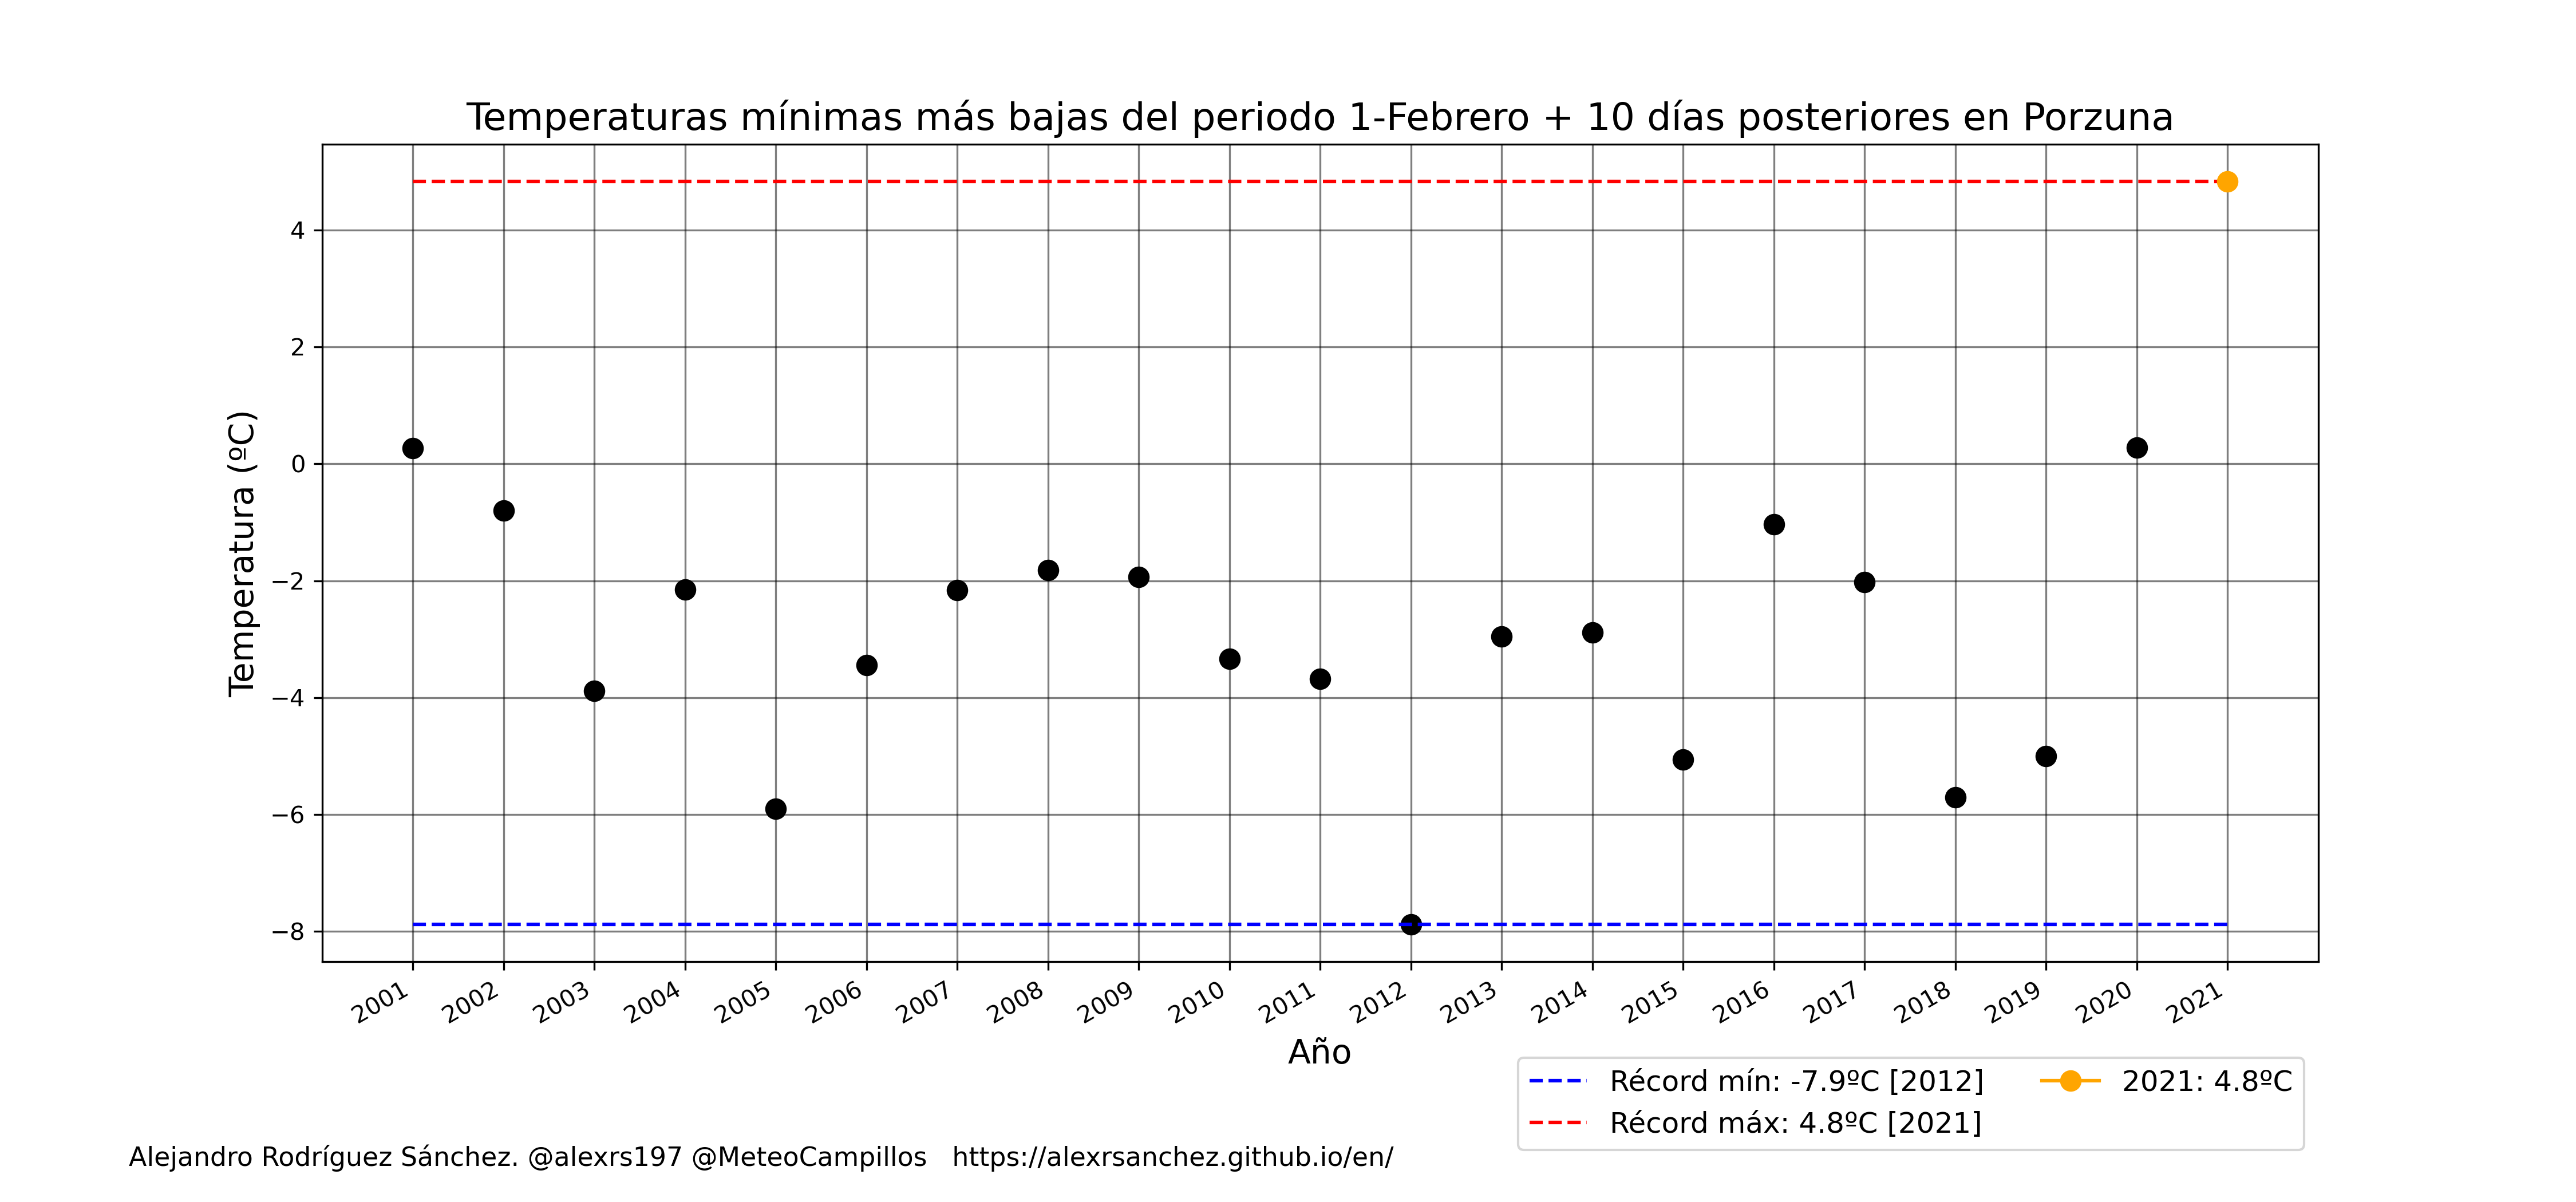 Temperaturas mínimas más bajas del periodo 1-Febrero + 10 días posteriores en Porzuna
Temperatura (ºC)
4
2
0
−2
−4
−6
−8
2001 2002 2003 2004 2005 2006 2007 2008 2009 2010 2011 2012 2013 2014 2015 2016 2017 2018 2019 2020 2021
Año
Récord mín: -7.9ºC [2012]
Récord máx: 4.8ºC [2021]
2021: 4.8ºC
Alejandro Rodríguez Sánchez. @alexrs197 @MeteoCampillos https://alexrsanchez.github.io/en/